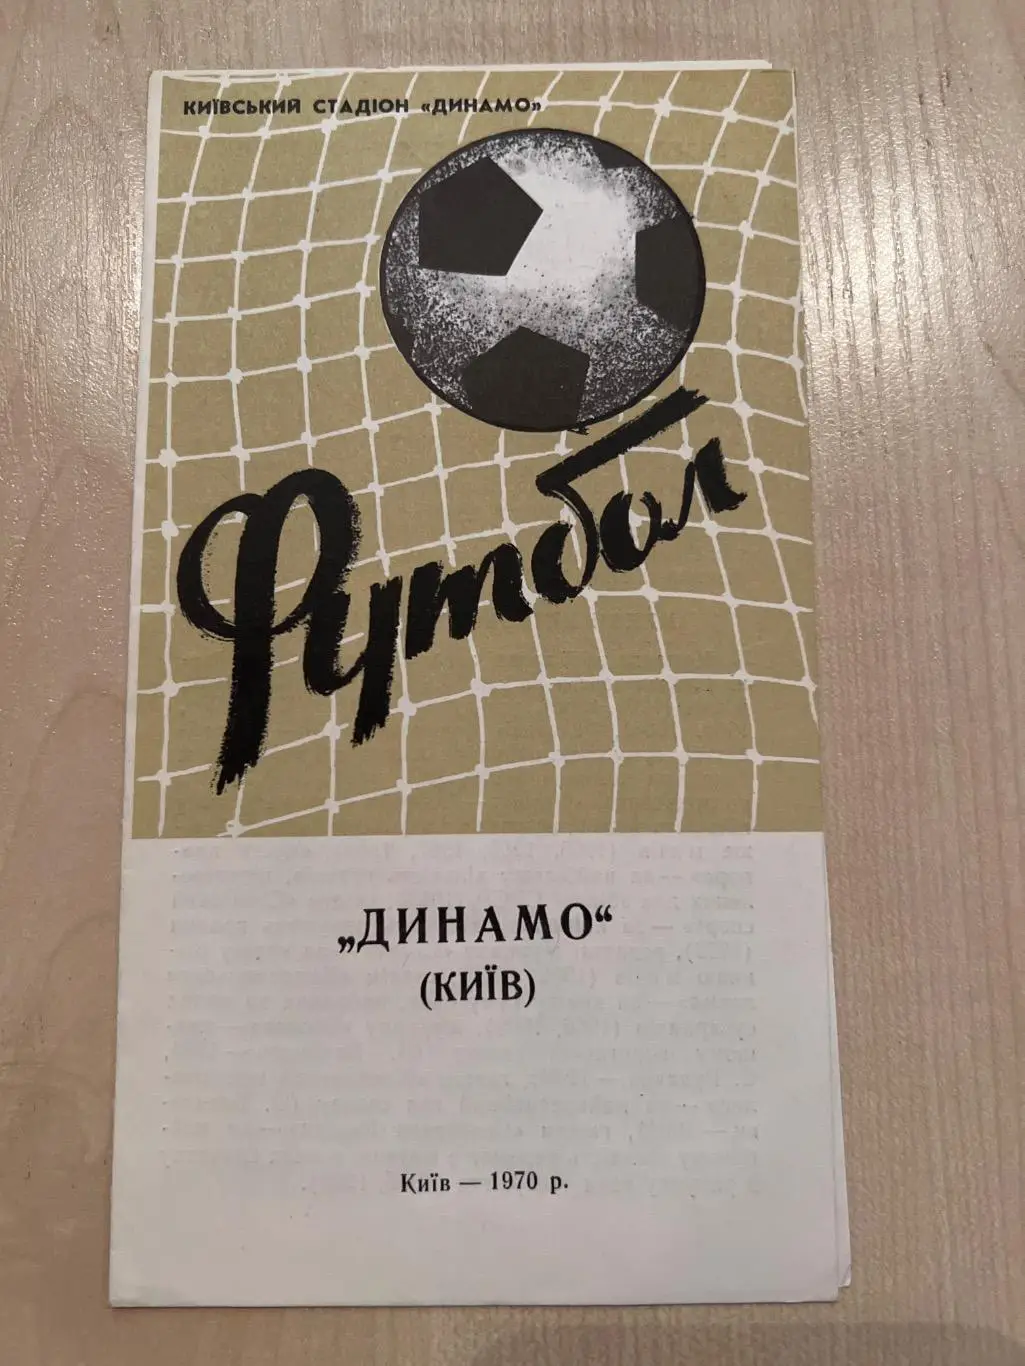 КИЇВСЬКИЙ СТАДІОН «ДИНАМО»
Футбол
„ДИНАМО“
(КИЇВ)
Київ — 1970 р.